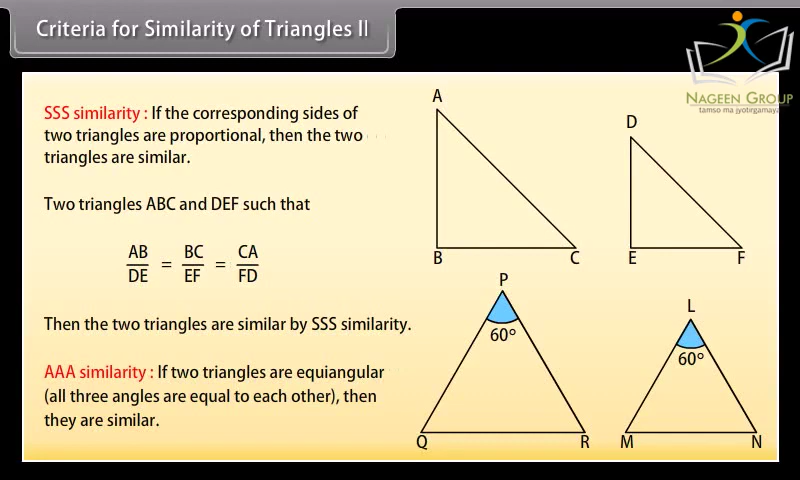 Criteria for Similarity of Triangles II
NAGEEN GROUP
tamso ma jyotirgamaya
SSS similarity : If the corresponding sides of
two triangles are proportional, then the two
triangles are similar.
Two triangles ABC and DEF such that
AB/DE = BC/EF = CA/FD
Then the two triangles are similar by SSS similarity.
AAA similarity : If two triangles are equiangular
(all three angles are equal to each other), then
they are similar.
A
B C
D
E F
P
60°
Q R
L
60°
M N